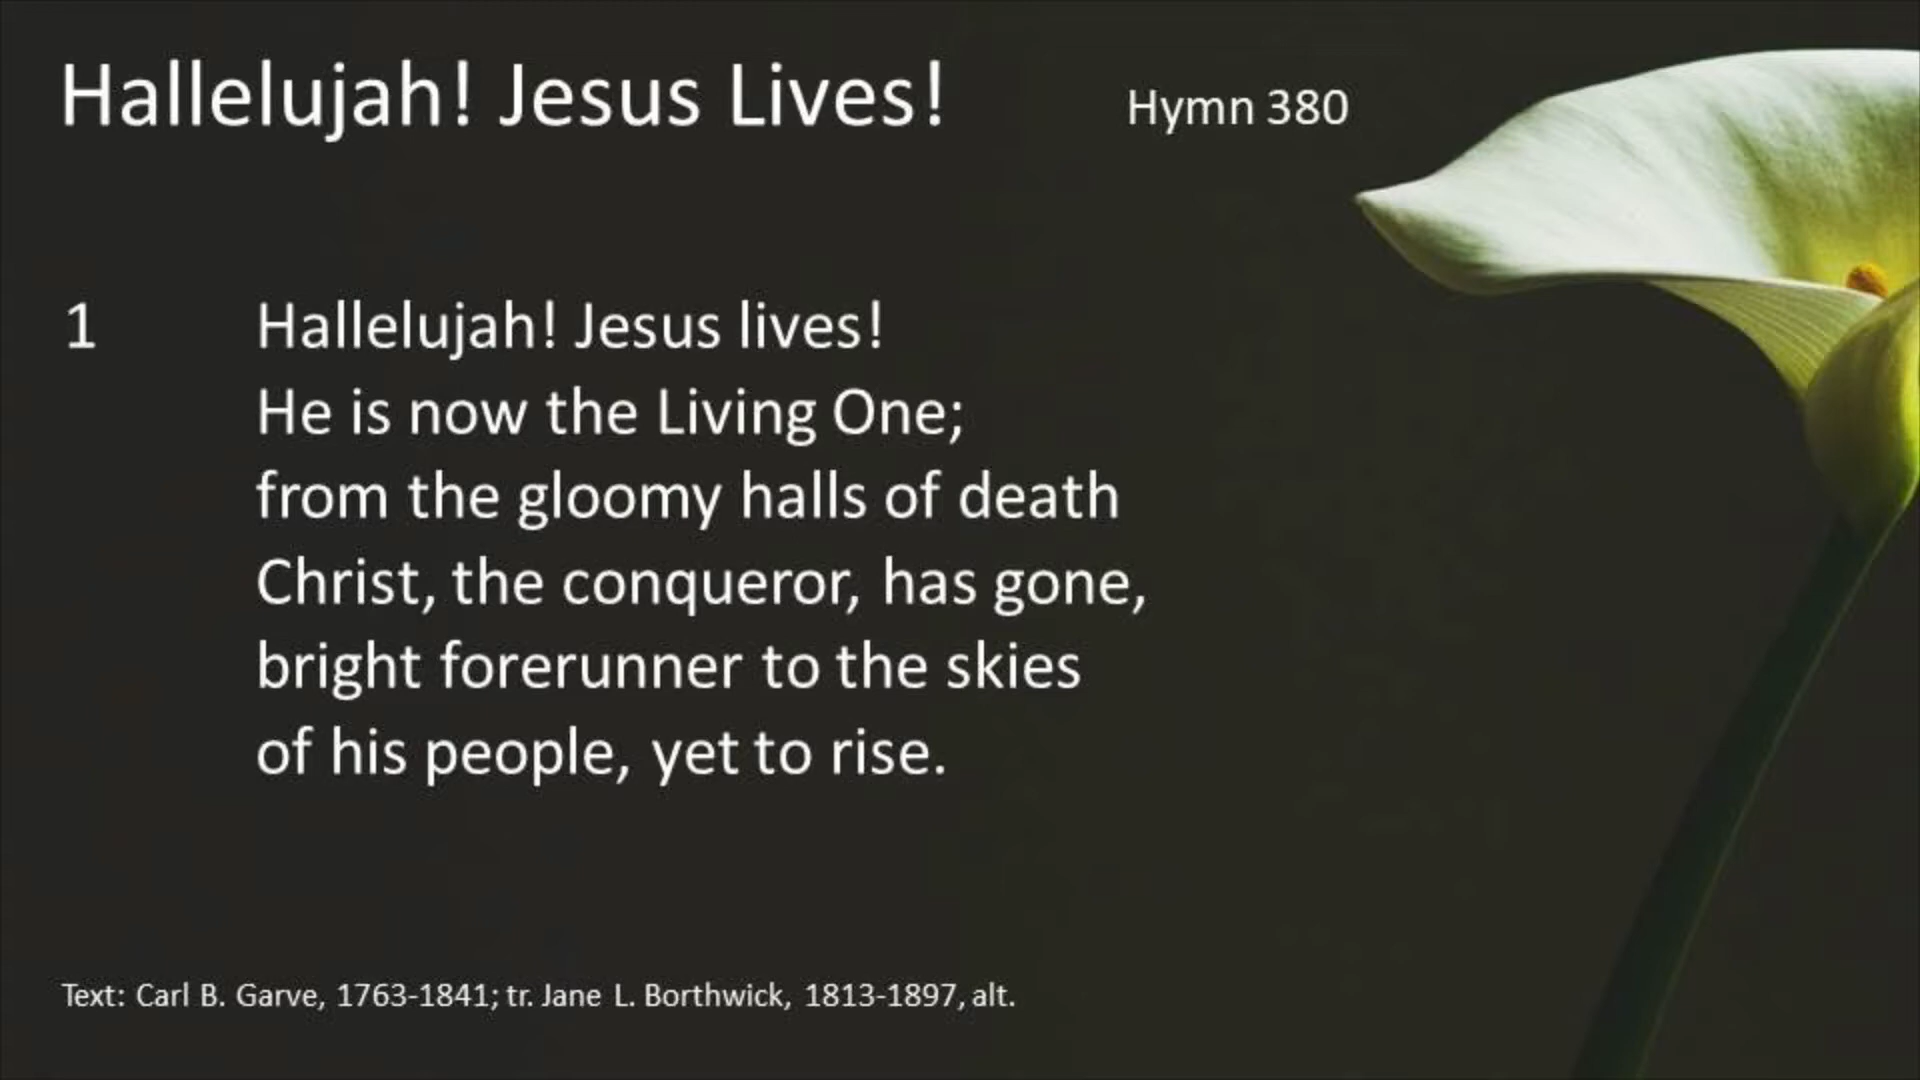 Hallelujah! Jesus Lives! Hymn 380
1 Hallelujah! Jesus lives!
He is now the Living One;
from the gloomy halls of death
Christ, the conqueror, has gone,
bright forerunner to the skies
of his people, yet to rise.
Text: Carl B. Garve, 1763-1841; tr. Jane L. Borthwick, 1813-1897, alt.